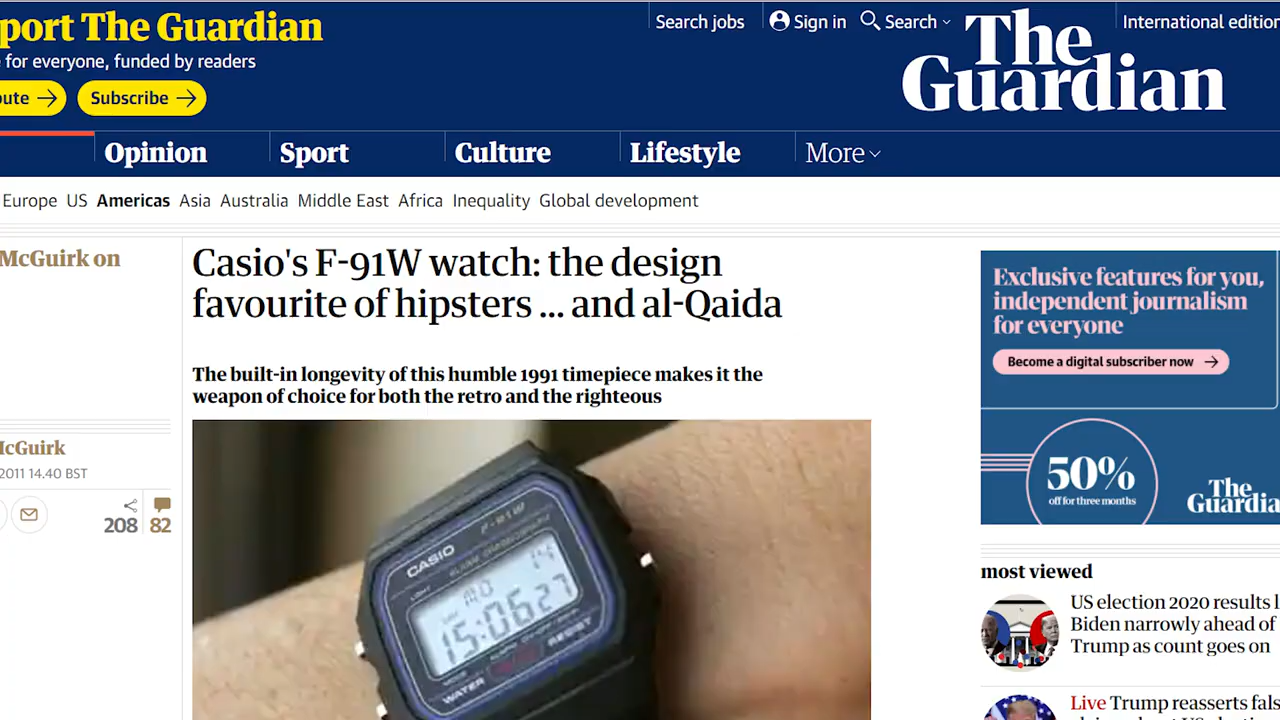 port The Guardian
for everyone, funded by readers
ute
Subscribe
Search jobs
Sign in
Search
International edition
The
Guardian
Opinion
Sport
Culture
Lifestyle
More
Europe US Americas Asia Australia Middle East Africa Inequality Global development
McGuirk on
Casio's F-91W watch: the design
favourite of hipsters ... and al-Qaida
The built-in longevity of this humble 1991 timepiece makes it the
weapon of choice for both the retro and the righteous
McGuirk
2011 14.40 BST
208
82
F-91W
CASIO
LIGHT
15:06 27
WATER
RESIST
Exclusive features for you,
independent journalism
for everyone
Become a digital subscriber now
50%
off for three months
The
Guardia
most viewed
US election 2020 results l
Biden narrowly ahead of
Trump as count goes on
Live Trump reasserts fals